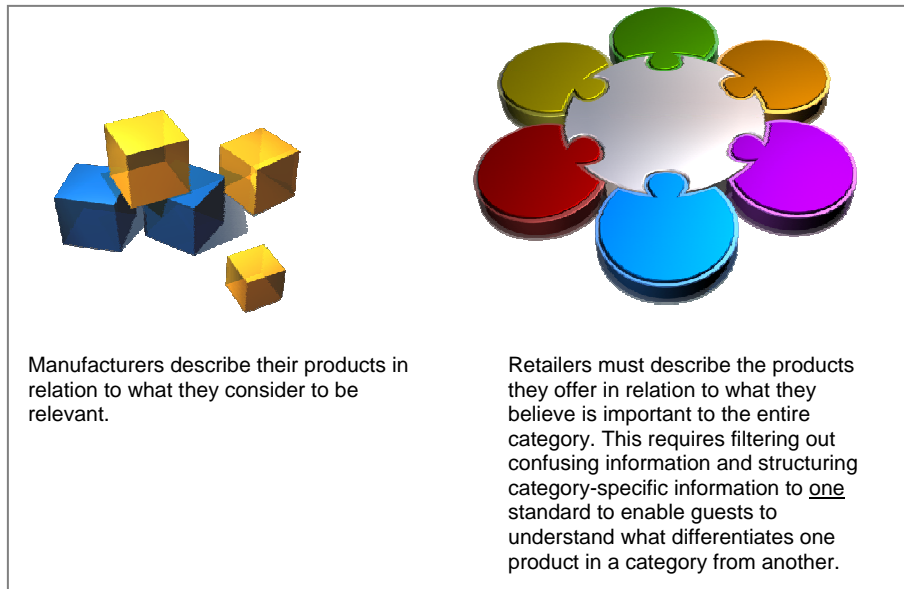 Manufacturers describe their products in
relation to what they consider to be
relevant.
Retailers must describe the products
they offer in relation to what they
believe is important to the entire
category. This requires filtering out
confusing information and structuring
category-specific information to one
standard to enable guests to
understand what differentiates one
product in a category from another.